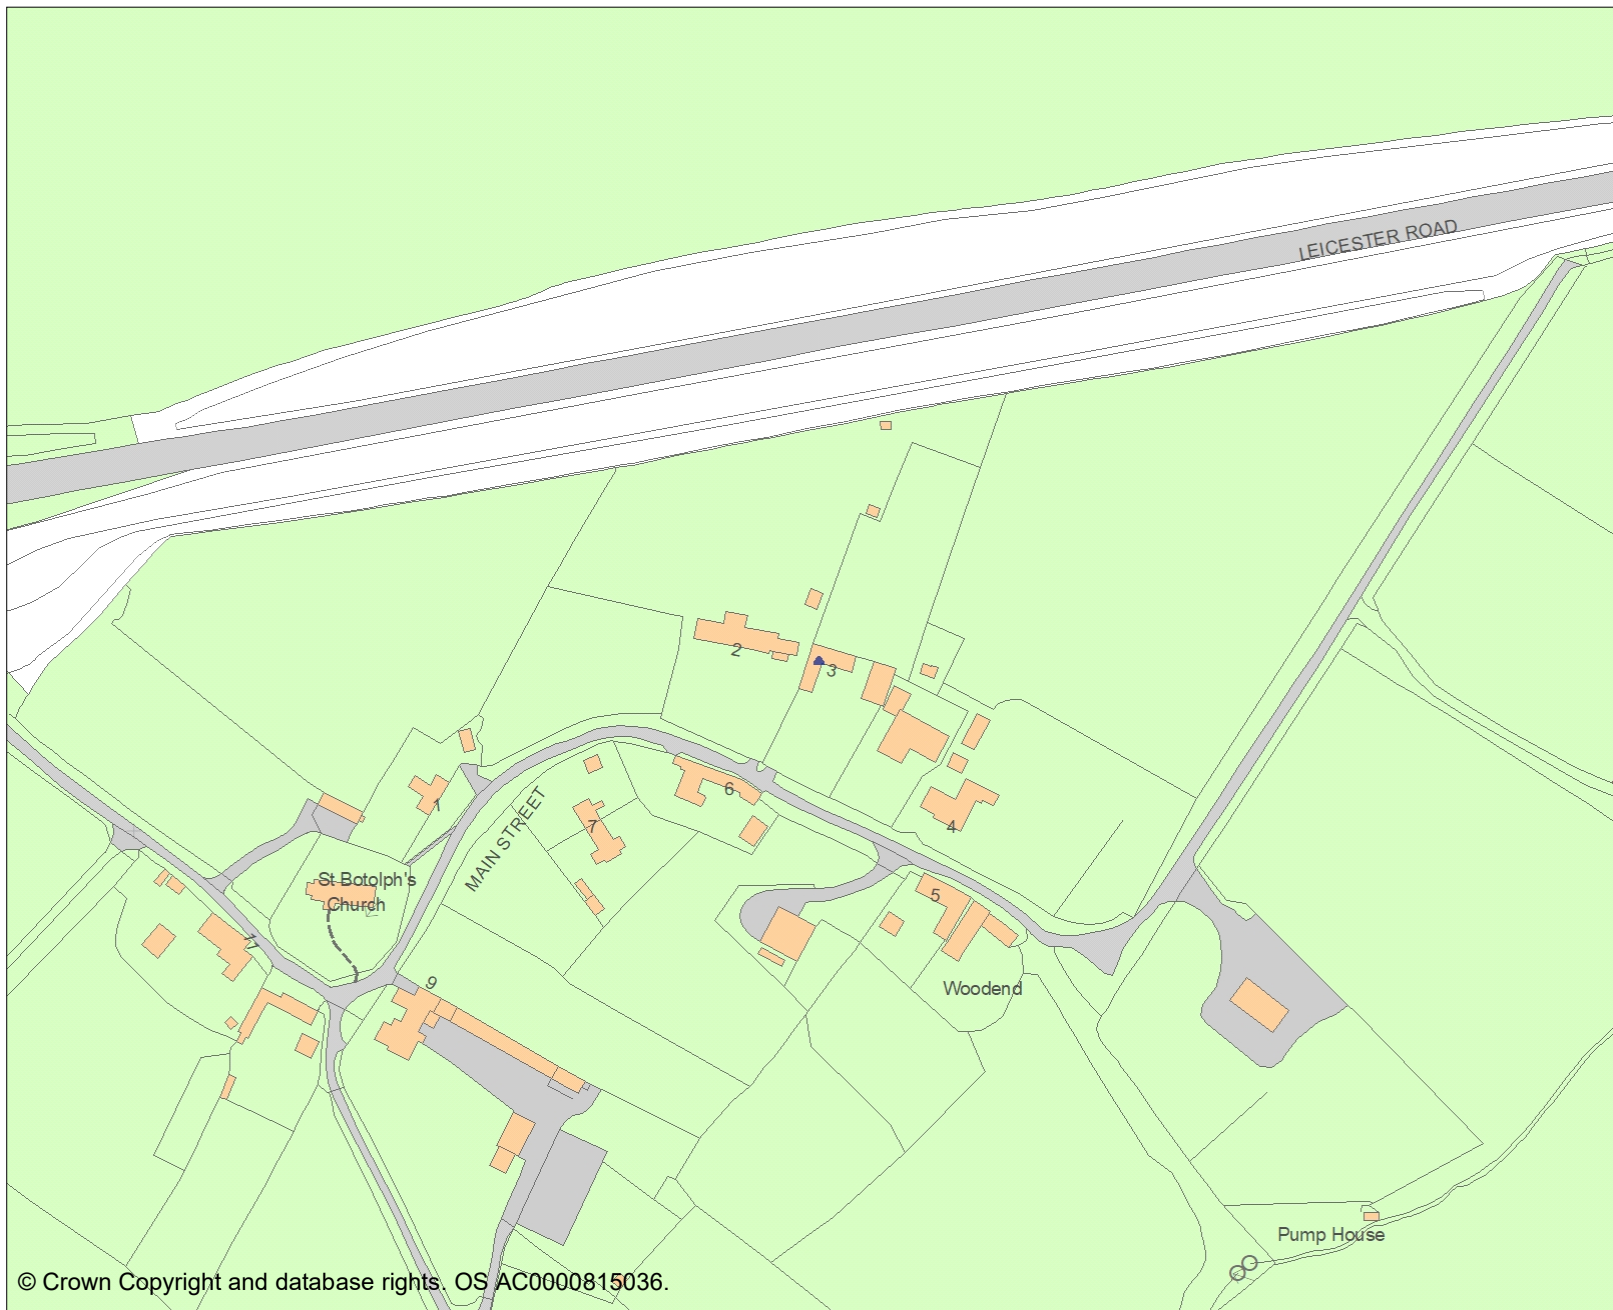 LEICESTER ROAD
2
3
1
MAIN STREET
7
6
4
St Botolph's
Church
5
17
9
Woodend
Pump House
© Crown Copyright and database rights. OS AC0000815036.